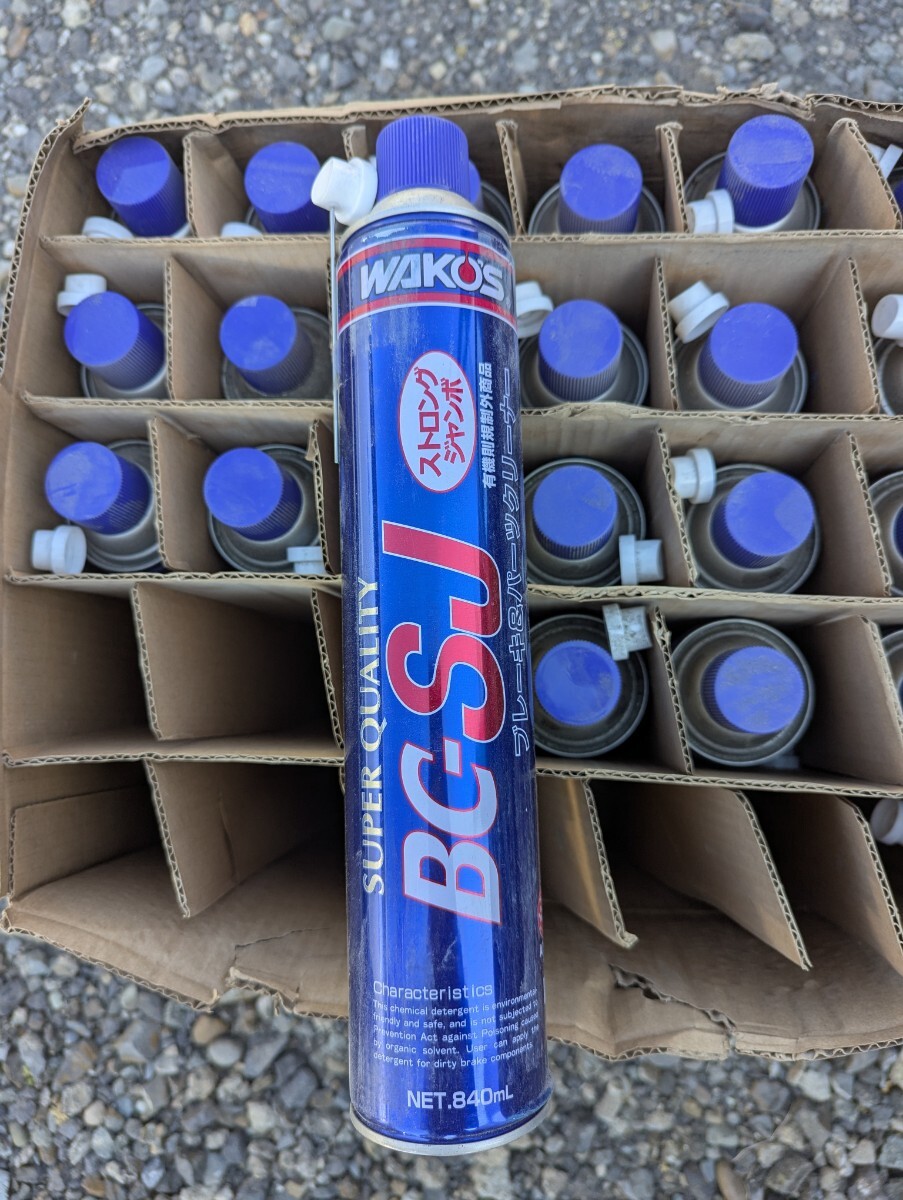 WAKO'S
ストロング
ジャンボ
有機則規制外商品
ブレーキ&パーツクリーナー
BC-SJ
SUPER QUALITY
Characteristics
This chemical detergent is environmental
friendly and safe, and is not subjected to
Prevention Act against Poisoning caused
by organic solvent. User can apply the
detergent for dirty brake components.
NET.840mL